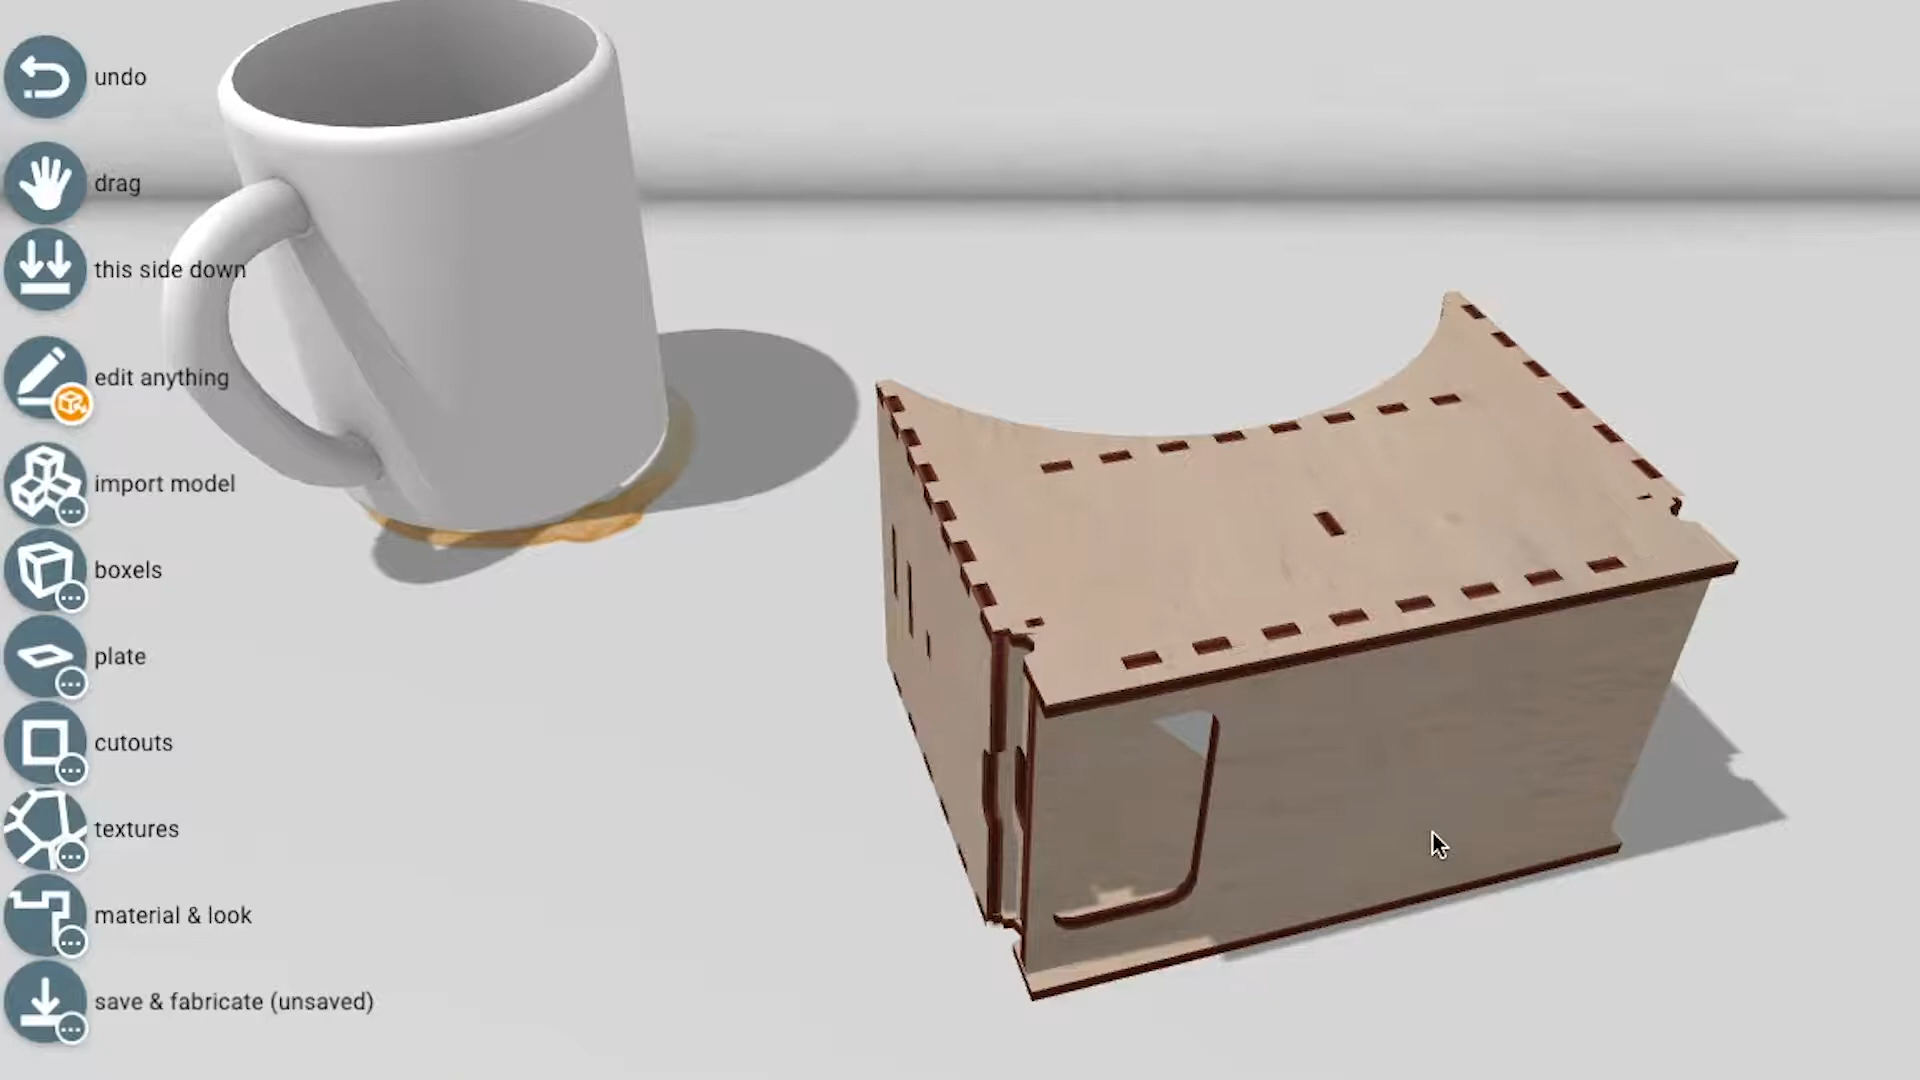 undo
drag
this side down
edit anything
import model
boxels
plate
cutouts
textures
material & look
save & fabricate (unsaved)